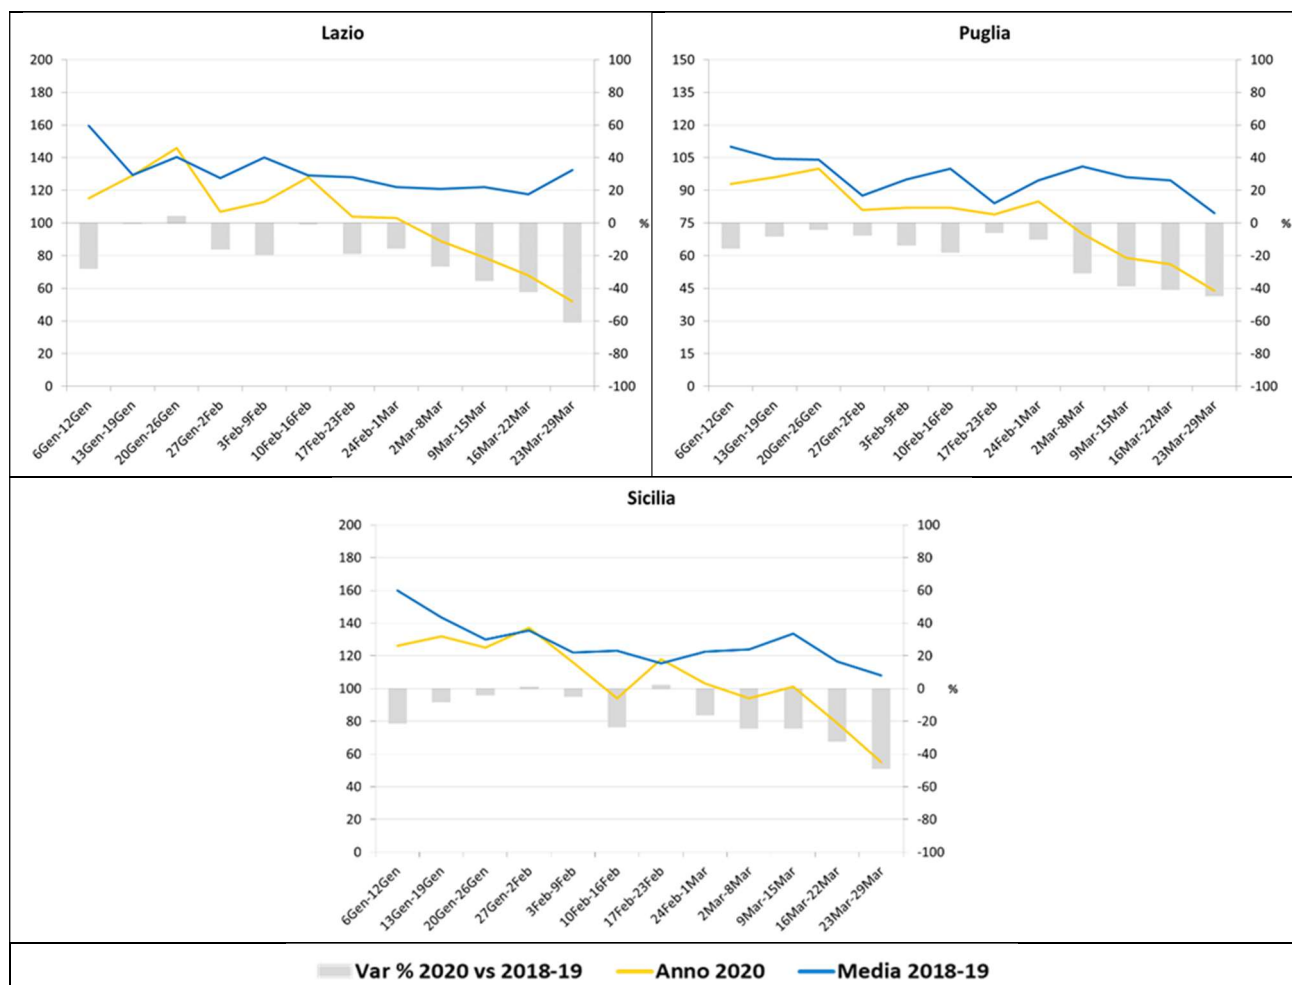 Lazio
200 100
180 80
160 60
140 40
120 20
100 0 %
80 -20
60 -40
40 -60
20 -80
0 -100
6Gen-12Gen
13Gen-19Gen
20Gen-26Gen
27Gen-2Feb
3Feb-9Feb
10Feb-16Feb
17Feb-23Feb
24Feb-1Mar
2Mar-8Mar
9Mar-15Mar
16Mar-22Mar
23Mar-29Mar
Puglia
150 100
135 80
120 60
105 40
90 20
75 0 %
60 -20
45 -40
30 -60
15 -80
0 -100
6Gen-12Gen
13Gen-19Gen
20Gen-26Gen
27Gen-2Feb
3Feb-9Feb
10Feb-16Feb
17Feb-23Feb
24Feb-1Mar
2Mar-8Mar
9Mar-15Mar
16Mar-22Mar
23Mar-29Mar
Sicilia
200 100
180 80
160 60
140 40
120 20
100 0 %
80 -20
60 -40
40 -60
20 -80
0 -100
6Gen-12Gen
13Gen-19Gen
20Gen-26Gen
27Gen-2Feb
3Feb-9Feb
10Feb-16Feb
17Feb-23Feb
24Feb-1Mar
2Mar-8Mar
9Mar-15Mar
16Mar-22Mar
23Mar-29Mar
Var % 2020 vs 2018-19 Anno 2020 Media 2018-19